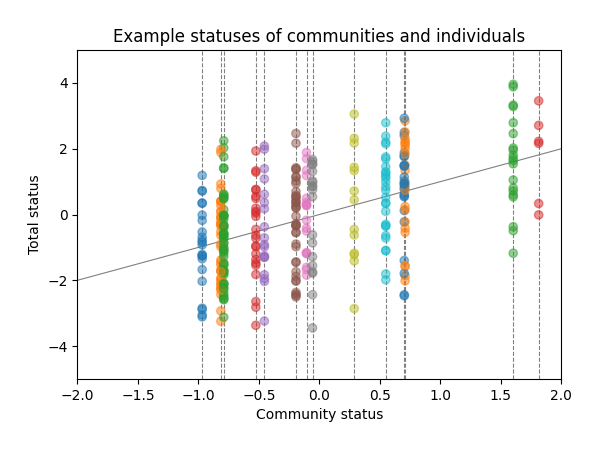 Example statuses of communities and individuals
4
2
0
−2
−4
Total status
−2.0 −1.5 −1.0 −0.5 0.0 0.5 1.0 1.5 2.0
Community status